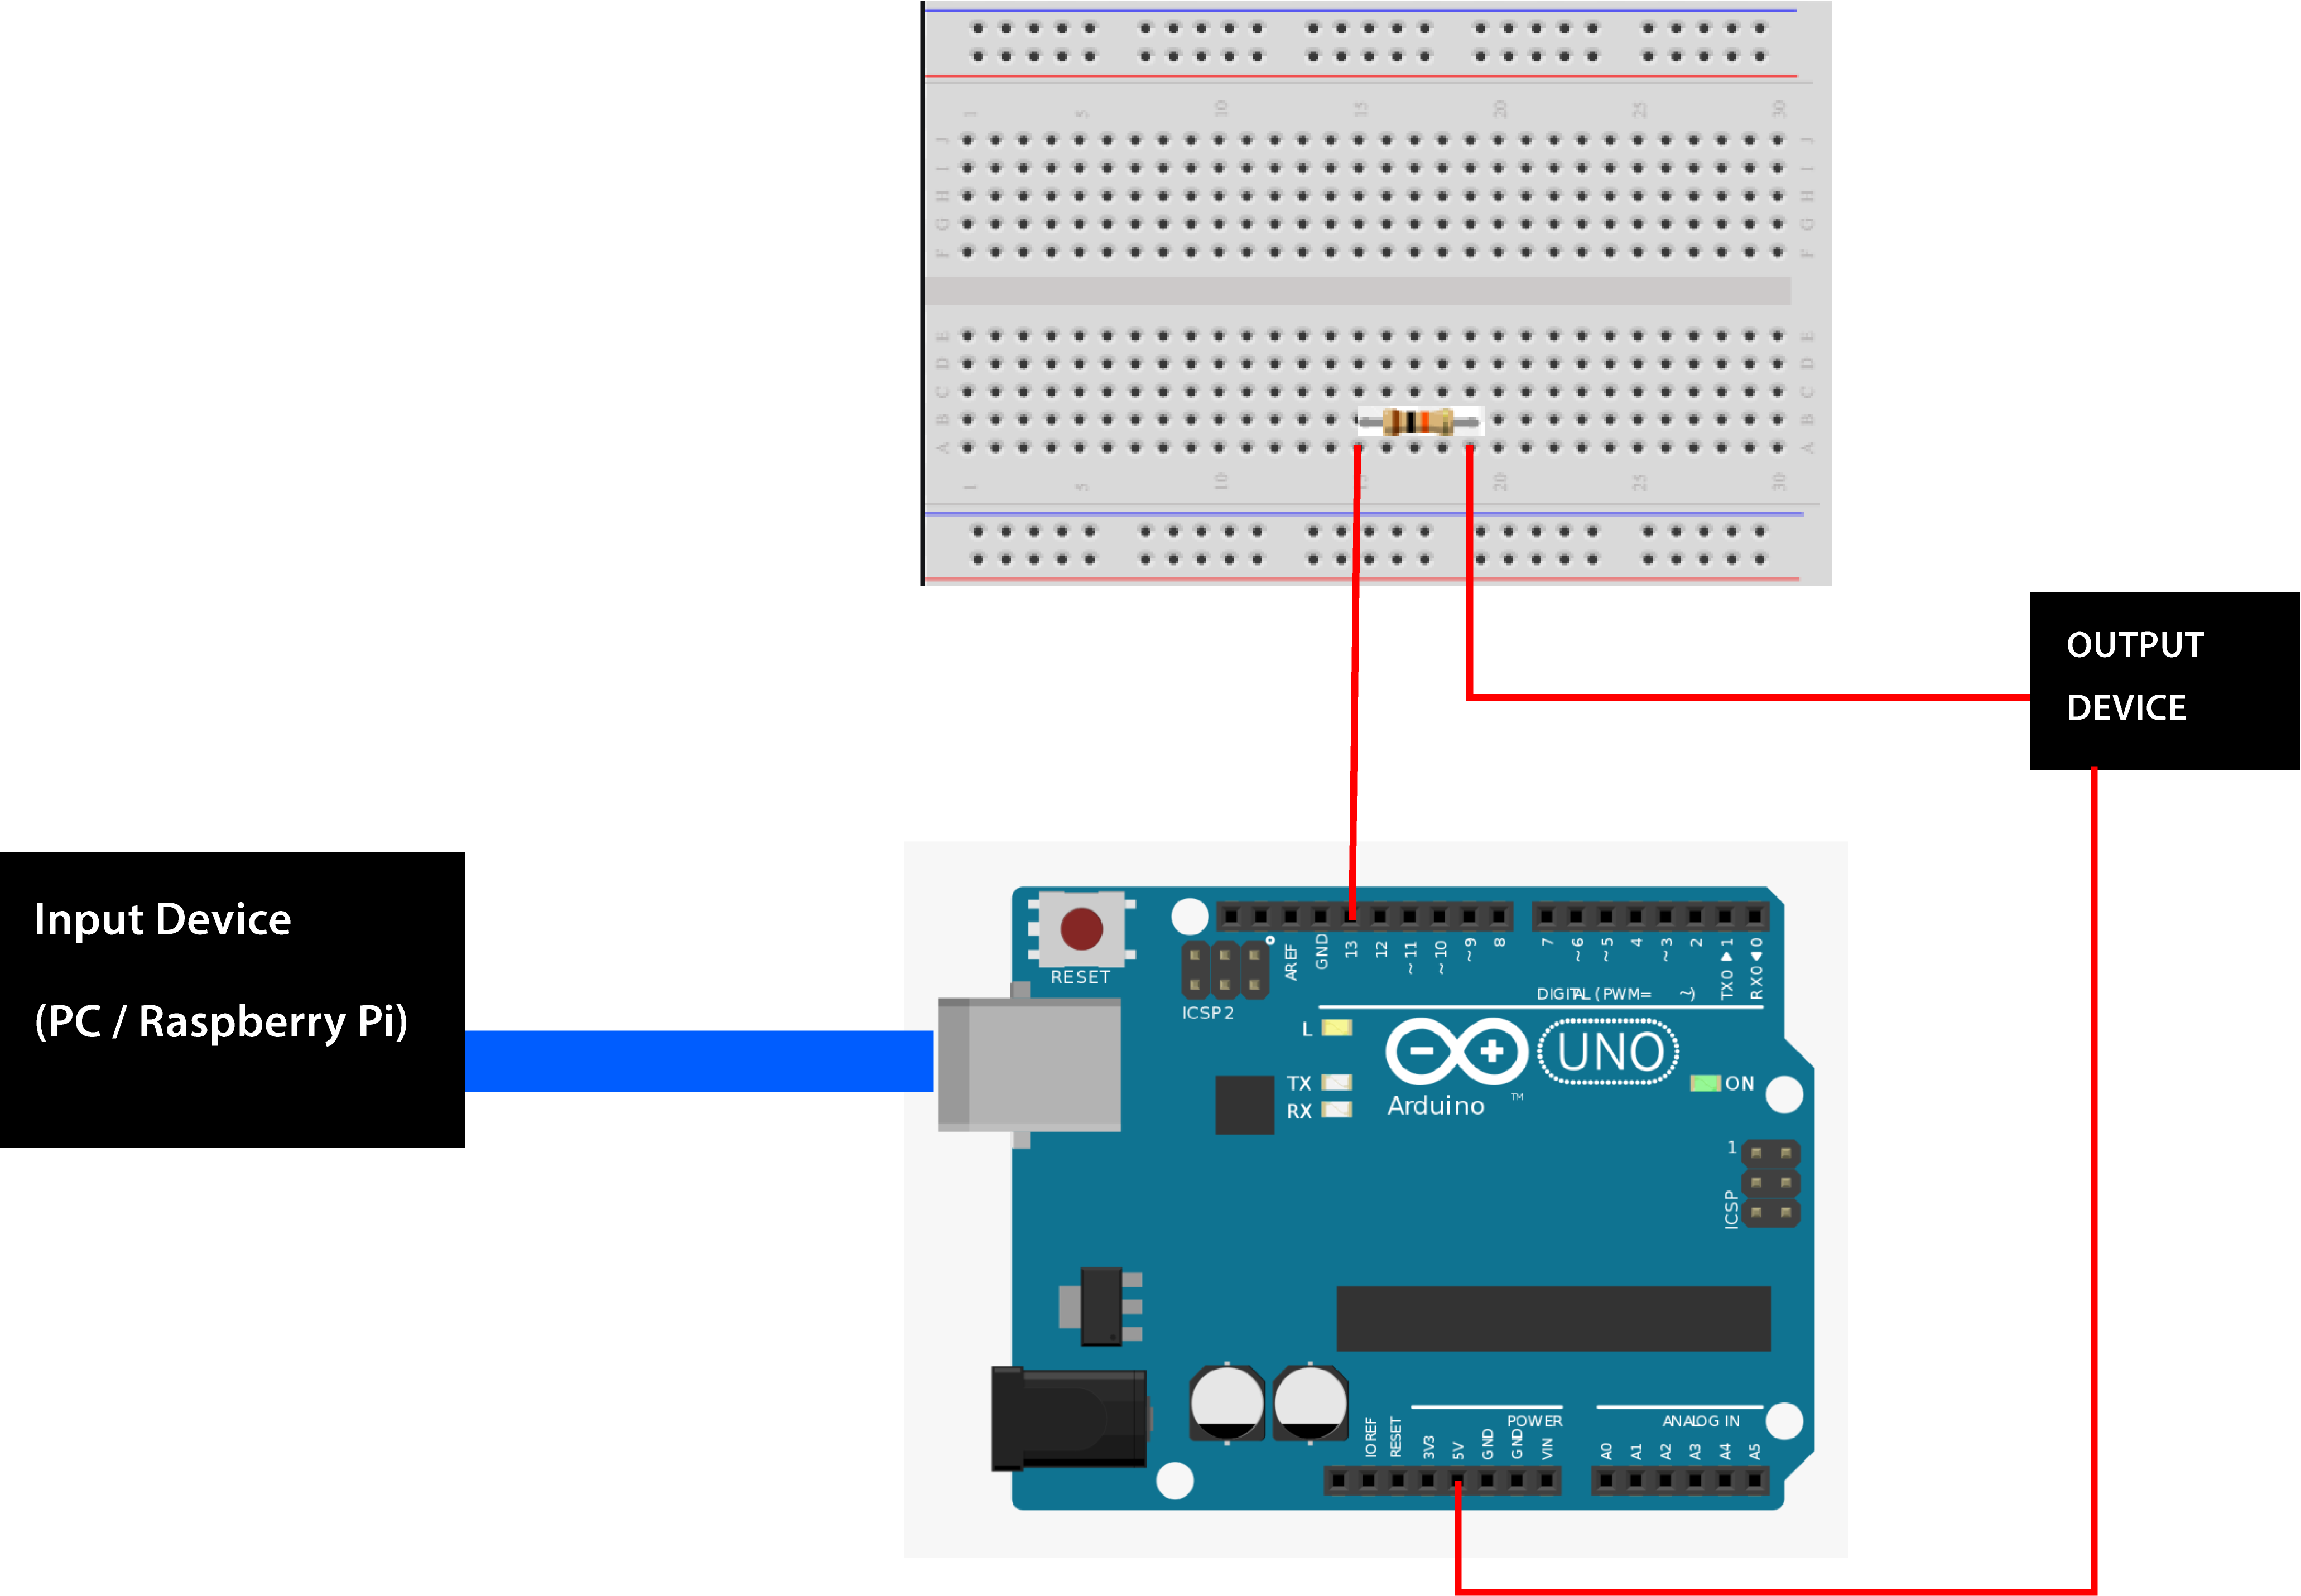 1 5 10 15 20 25 30
J J
I I
H H
G G
F F
E E
D D
C C
B B
A A
1 5 10 15 20 25 30
OUTPUT
DEVICE
Input Device
(PC / Raspberry Pi)
RESET
ICSP2
AREF
GND
13
12
~11
~10
~9
8
7
~6
~5
4
~3
2
TX0 ▶ 1
RX0 ◀ 0
DIGITAL (PWM= ~)
L
TX
RX
UNO
Arduino ™
ON
1
ICSP
POWER
ANALOG IN
IOREF
RESET
3V3
5V
GND
GND
VIN
A0
A1
A2
A3
A4
A5